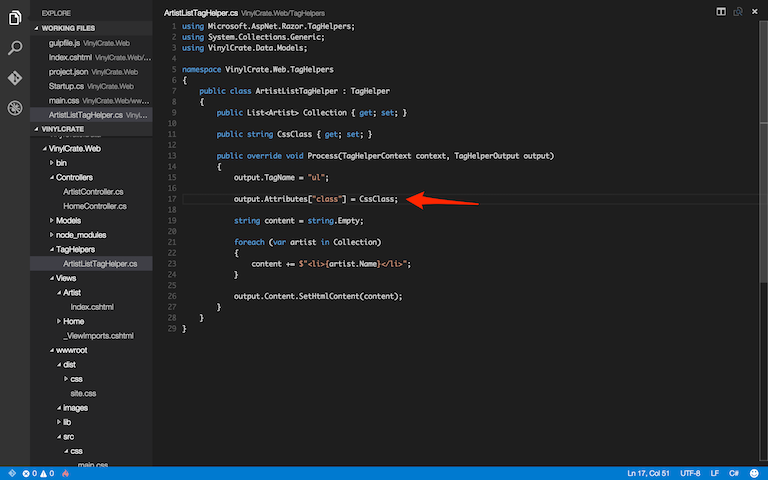 EXPLORE
WORKING FILES
gulpfile.js VinylCrate.Web
Index.cshtml VinylCrate.Web/...
project.json VinylCrate.Web
Startup.cs VinylCrate.Web
main.css VinylCrate.Web/ww...
ArtistListTagHelper.cs Vinyl...
VINYLCRATE
VinylCrate.Web
bin
Controllers
ArtistController.cs
HomeController.cs
Models
node_modules
TagHelpers
ArtistListTagHelper.cs
Views
Artist
Index.cshtml
Home
_ViewImports.cshtml
wwwroot
dist
css
site.css
images
lib
src
css
main.css
ArtistListTagHelper.cs VinylCrate.Web/TagHelpers
1 using Microsoft.AspNet.Razor.TagHelpers;
2 using System.Collections.Generic;
3 using VinylCrate.Data.Models;
4
5 namespace VinylCrate.Web.TagHelpers
6 {
7 public class ArtistListTagHelper : TagHelper
8 {
9 public List<Artist> Collection { get; set; }
10
11 public string CssClass { get; set; }
12
13 public override void Process(TagHelperContext context, TagHelperOutput output)
14 {
15 output.TagName = "ul";
16
17 output.Attributes["class"] = CssClass;
18
19 string content = string.Empty;
20
21 foreach (var artist in Collection)
22 {
23 content += $"<li>{artist.Name}</li>";
24 }
25
26 output.Content.SetHtmlContent(content);
27 }
28 }
29 }
0 0
Ln 17, Col 51 UTF-8 LF C#